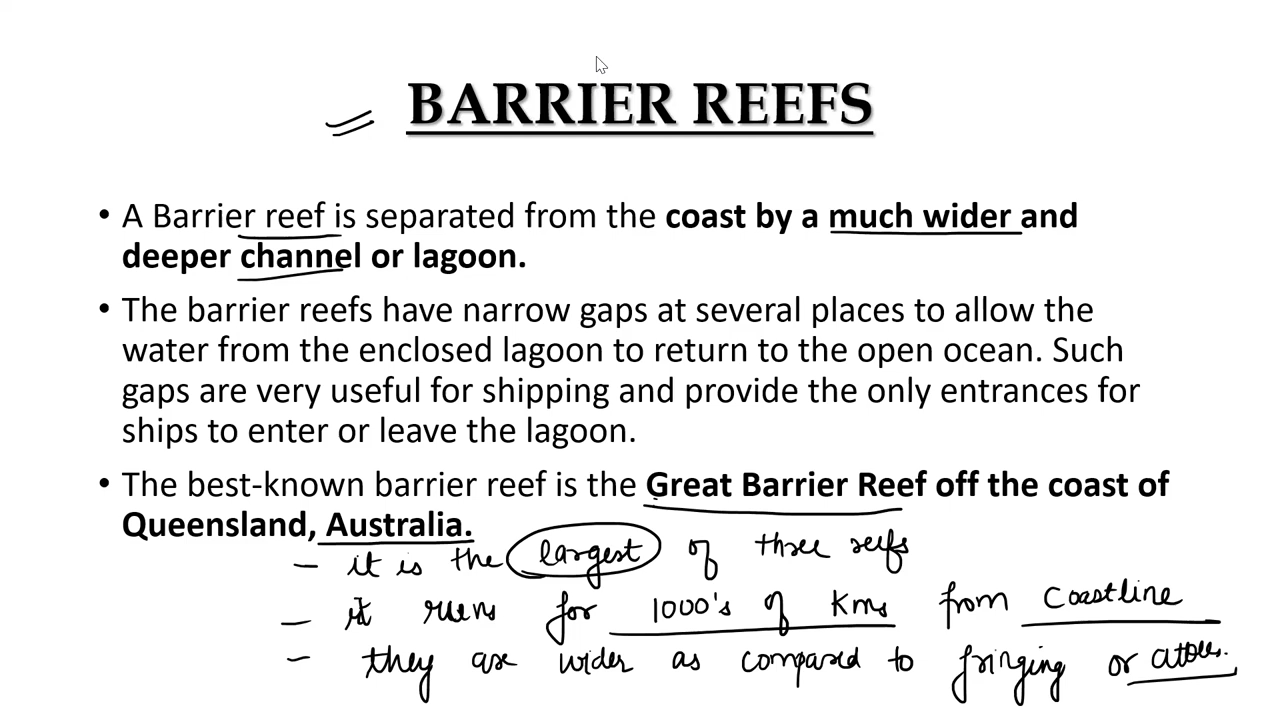 BARRIER REEFS
• A Barrier reef is separated from the coast by a much wider and
deeper channel or lagoon.
• The barrier reefs have narrow gaps at several places to allow the
water from the enclosed lagoon to return to the open ocean. Such
gaps are very useful for shipping and provide the only entrances for
ships to enter or leave the lagoon.
• The best-known barrier reef is the Great Barrier Reef off the coast of
Queensland, Australia.
- it is the largest of three reefs
- it runs for 1000's of Kms from Coastline
- they are wider as compared to fringing or